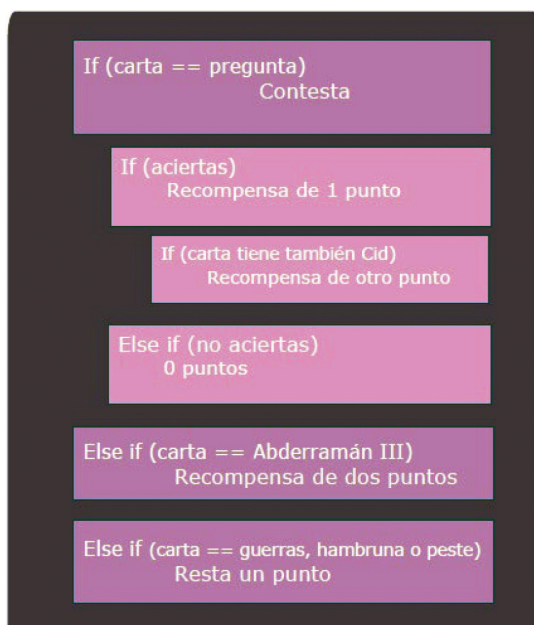 If (carta == pregunta)
Contesta
If (aciertas)
Recompensa de 1 punto
If (carta tiene también Cid)
Recompensa de otro punto
Else if (no aciertas)
0 puntos
Else if (carta == Abderramán III)
Recompensa de dos puntos
Else if (carta == guerras, hambruna o peste)
Resta un punto